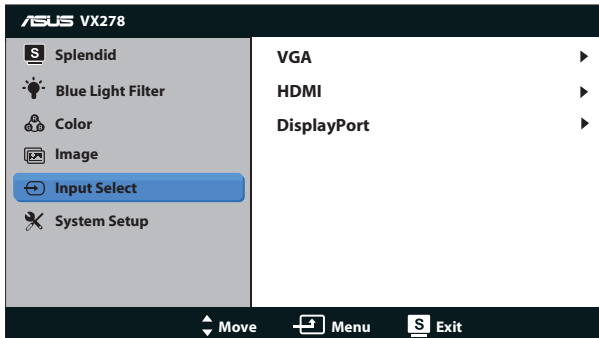 ASUS VX278
S Splendid
Blue Light Filter
R G B Color
Image
Input Select
System Setup
VGA
HDMI
DisplayPort
Move Menu S Exit